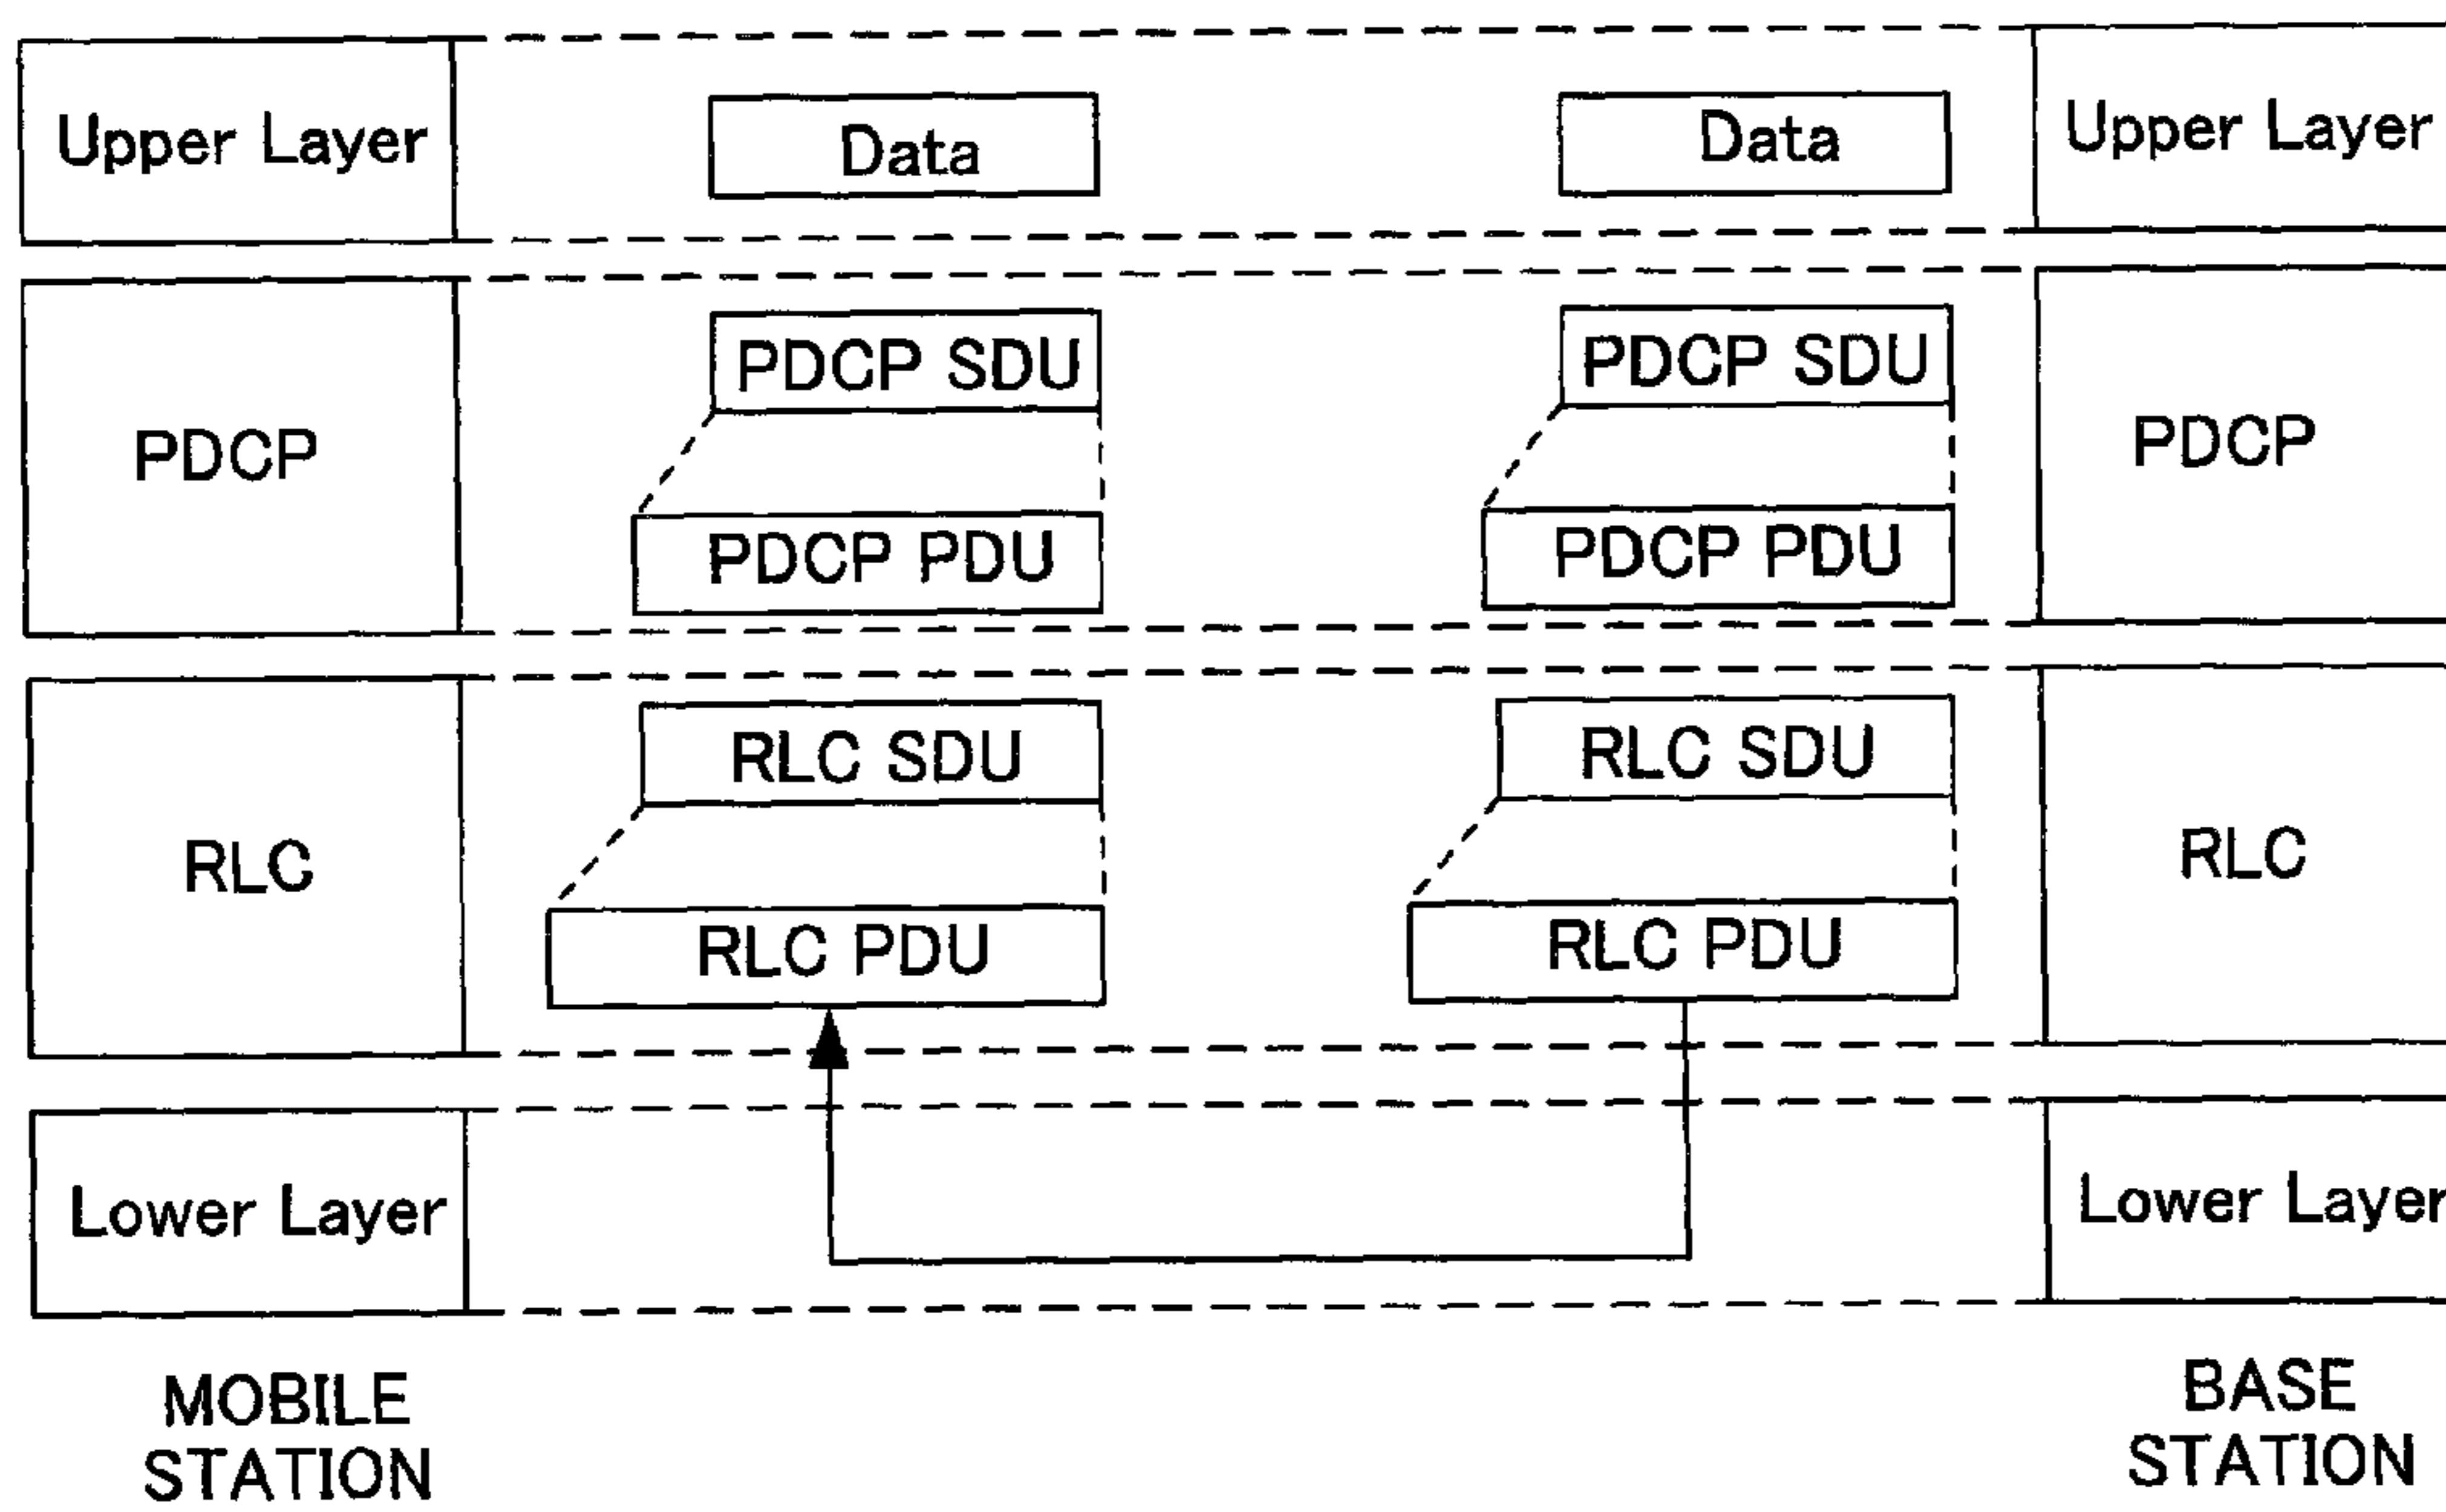 Upper Layer
Data
Data
Upper Layer
PDCP
PDCP SDU
PDCP SDU
PDCP
PDCP PDU
PDCP PDU
RLC
RLC SDU
RLC SDU
RLC
RLC PDU
RLC PDU
Lower Layer
Lower Layer
MOBILE
STATION
BASE
STATION